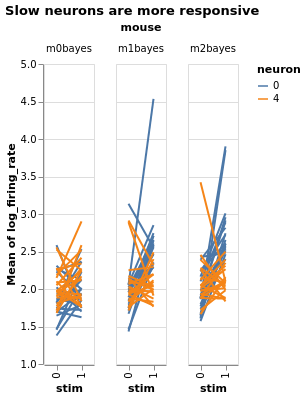 Slow neurons are more responsive
mouse
m0bayes m1bayes m2bayes
neuron
0
4
Mean of log_firing_rate
5.0
4.5
4.0
3.5
3.0
2.5
2.0
1.5
1.0
0 1 0 1 0 1
stim stim stim